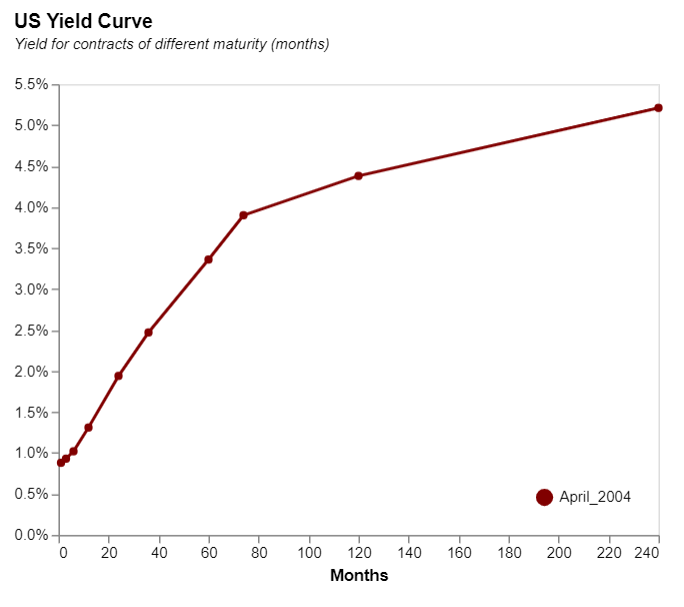 US Yield Curve
Yield for contracts of different maturity (months)
5.5%
5.0%
4.5%
4.0%
3.5%
3.0%
2.5%
2.0%
1.5%
1.0%
0.5%
0.0%
April_2004
0 20 40 60 80 100 120 140 160 180 200 220 240
Months